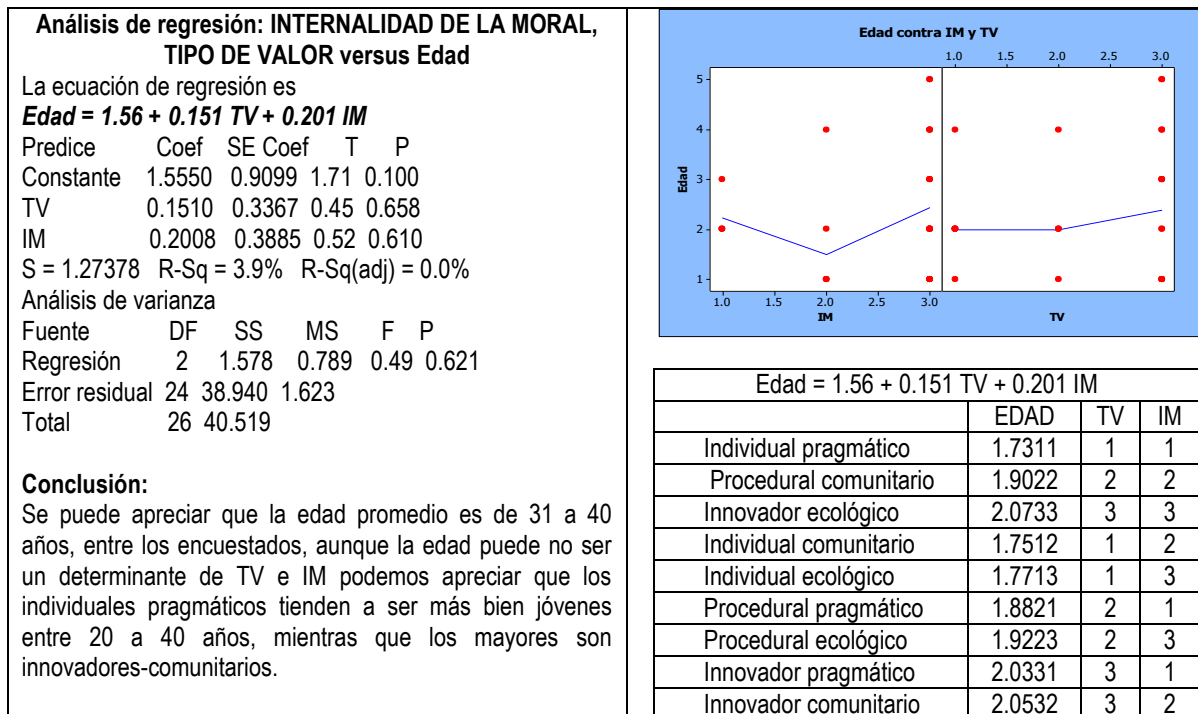 Análisis de regresión: INTERNALIDAD DE LA MORAL,
TIPO DE VALOR versus Edad
La ecuación de regresión es
Edad = 1.56 + 0.151 TV + 0.201 IM
Predice Coef SE Coef T P
Constante 1.5550 0.9099 1.71 0.100
TV 0.1510 0.3367 0.45 0.658
IM 0.2008 0.3885 0.52 0.610
S = 1.27378 R-Sq = 3.9% R-Sq(adj) = 0.0%
Análisis de varianza
Fuente DF SS MS F P
Regresión 2 1.578 0.789 0.49 0.621
Error residual 24 38.940 1.623
Total 26 40.519
Conclusión:
Se puede apreciar que la edad promedio es de 31 a 40
años, entre los encuestados, aunque la edad puede no ser
un determinante de TV e IM podemos apreciar que los
individuales pragmáticos tienden a ser más bien jóvenes
entre 20 a 40 años, mientras que los mayores son
innovadores-comunitarios.
Edad contra IM y TV
1.0 1.5 2.0 2.5 3.0
5
4
3
2
1
Edad
1.0 1.5 2.0 2.5 3.0
IM TV
Edad = 1.56 + 0.151 TV + 0.201 IM
EDAD TV IM
Individual pragmático 1.7311 1 1
Procedural comunitario 1.9022 2 2
Innovador ecológico 2.0733 3 3
Individual comunitario 1.7512 1 2
Individual ecológico 1.7713 1 3
Procedural pragmático 1.8821 2 1
Procedural ecológico 1.9223 2 3
Innovador pragmático 2.0331 3 1
Innovador comunitario 2.0532 3 2